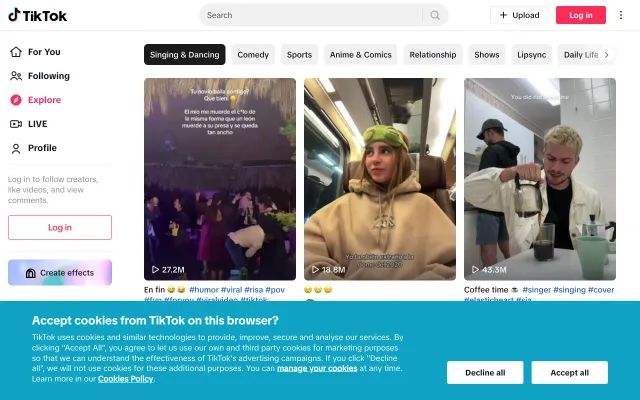 TikTok
Search
+ Upload
Log in
For You
Following
Explore
LIVE
Profile
Log in to follow creators,
like videos, and view
comments.
Log in
Create effects
Singing & Dancing
Comedy
Sports
Anime & Comics
Relationship
Shows
Lipsync
Daily Life
Tu novio baila contigo?
Que bien
El mio me muerde el c*lo de
la misma forma que un león
muerde a su presa y se queda
tan ancho
27.2M
En fin #humor #viral #risa #pov
#fun #foryou #viralvideo #tiktok
18.8M
You did not
43.3M
Coffee time #singer #singing #cover
#elasticheart #sia
Accept cookies from TikTok on this browser?
TikTok uses cookies and similar technologies to provide, improve, secure and analyse our services. By
clicking "Accept All", you agree to let us use our own and third party cookies for marketing purposes
so that we can understand the effectiveness of TikTok's advertising campaigns. If you click "Decline
all", we will not use cookies for these additional purposes. You can manage your cookies at any time.
Learn more in our Cookies Policy.
Decline all
Accept all